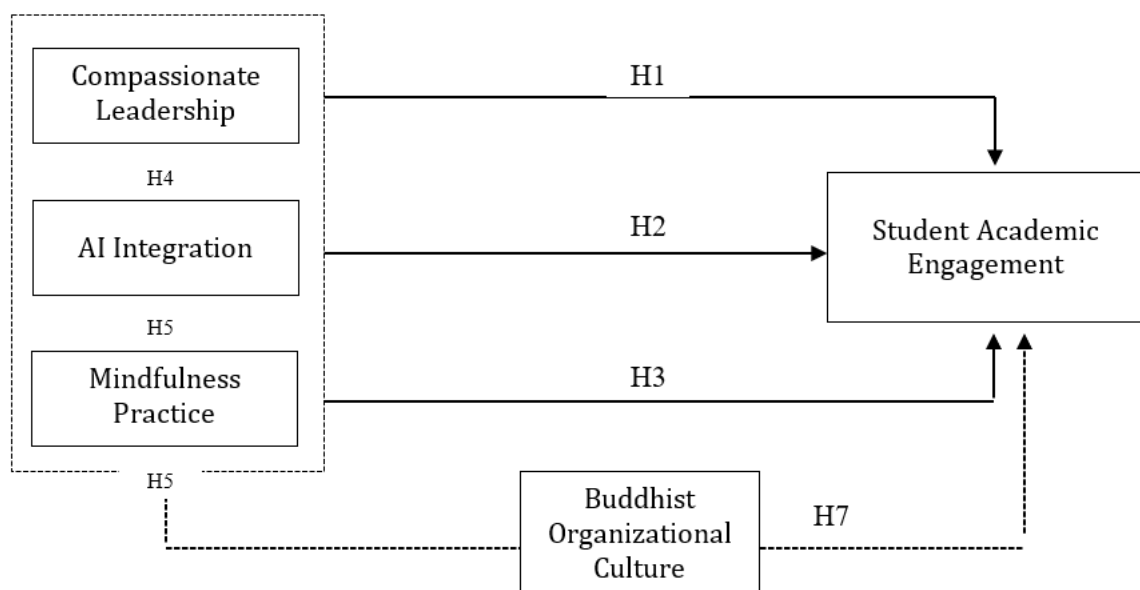 Compassionate
Leadership
H1
H4
AI Integration
H2
Student Academic
Engagement
H5
Mindfulness
Practice
H3
H5
Buddhist
Organizational
Culture
H7